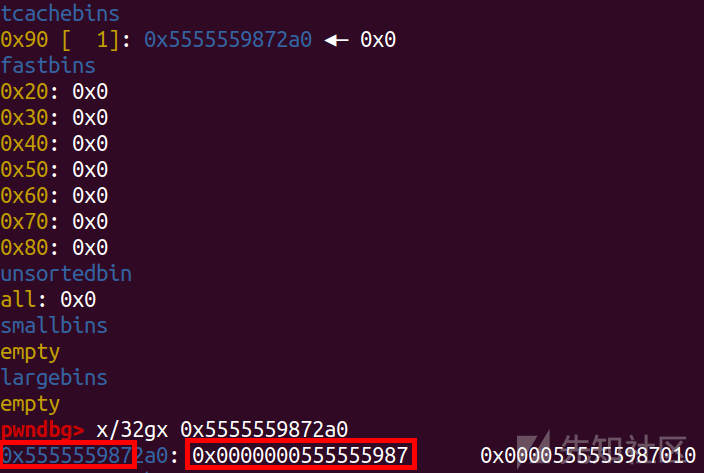 tcachebins
0x90 [  1]: 0x5555559872a0 ◂— 0x0
fastbins
0x20: 0x0
0x30: 0x0
0x40: 0x0
0x50: 0x0
0x60: 0x0
0x70: 0x0
0x80: 0x0
unsortedbin
all: 0x0
smallbins
empty
largebins
empty
pwndbg> x/32gx 0x5555559872a0
0x5555559872a0: 0x0000000555555987 0x0000555555987010
先知社区